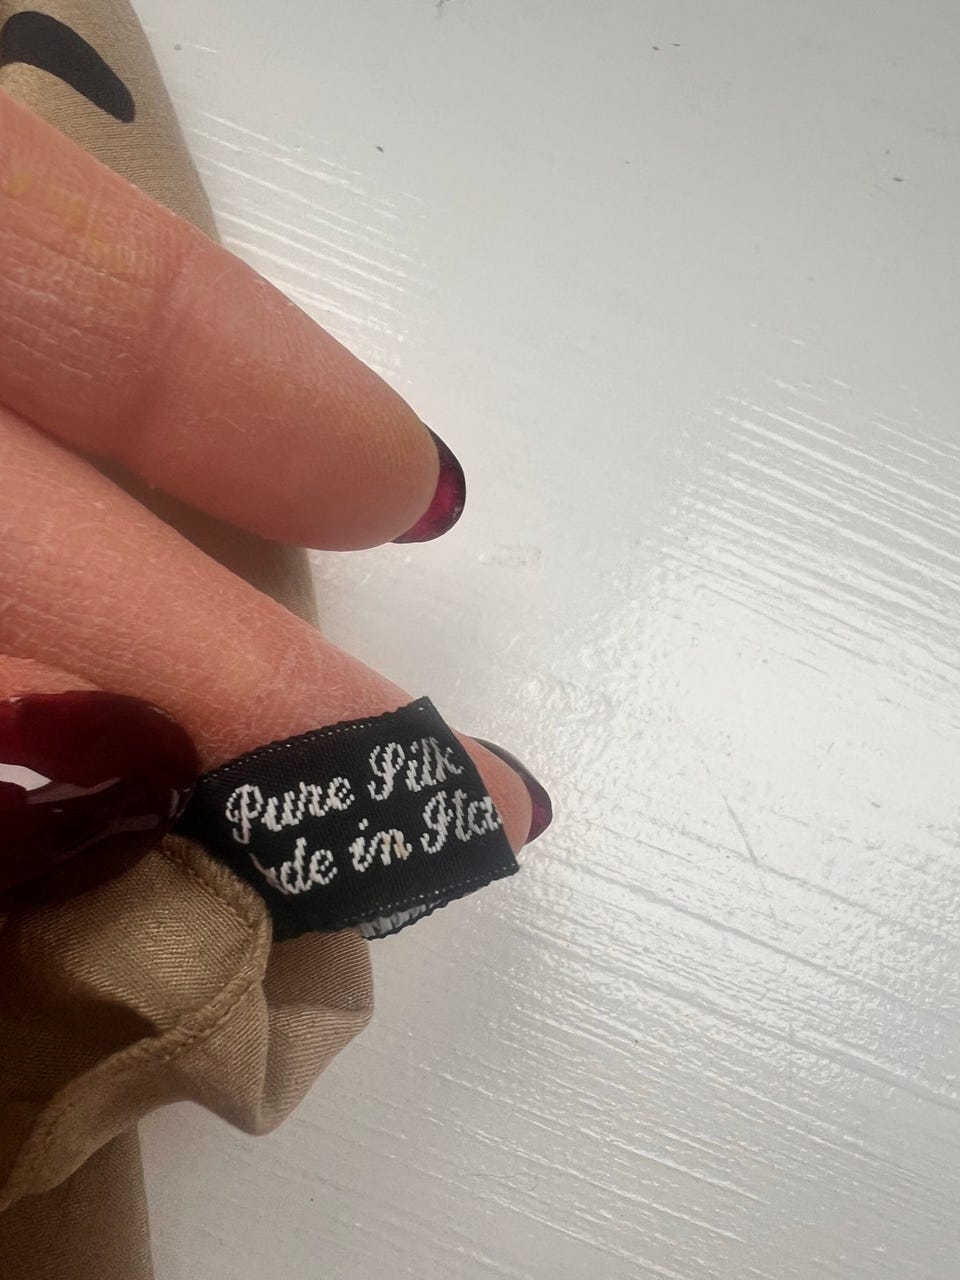 Pure Silk
de in Ita